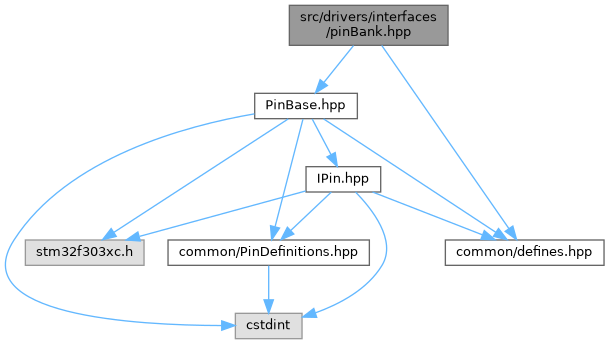 src/drivers/interfaces
/pinBank.hpp
PinBase.hpp
IPin.hpp
stm32f303xc.h
common/PinDefinitions.hpp
common/defines.hpp
cstdint